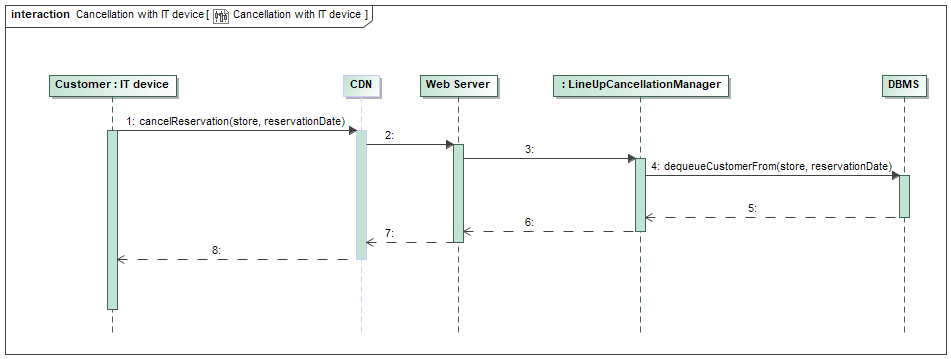 interaction Cancellation with IT device [ Cancellation with IT device ]
Customer : IT device
CDN
Web Server
: LineUpCancellationManager
DBMS
1: cancelReservation(store, reservationDate)
2:
3:
4: dequeueCustomerFrom(store, reservationDate)
5:
6:
7:
8: